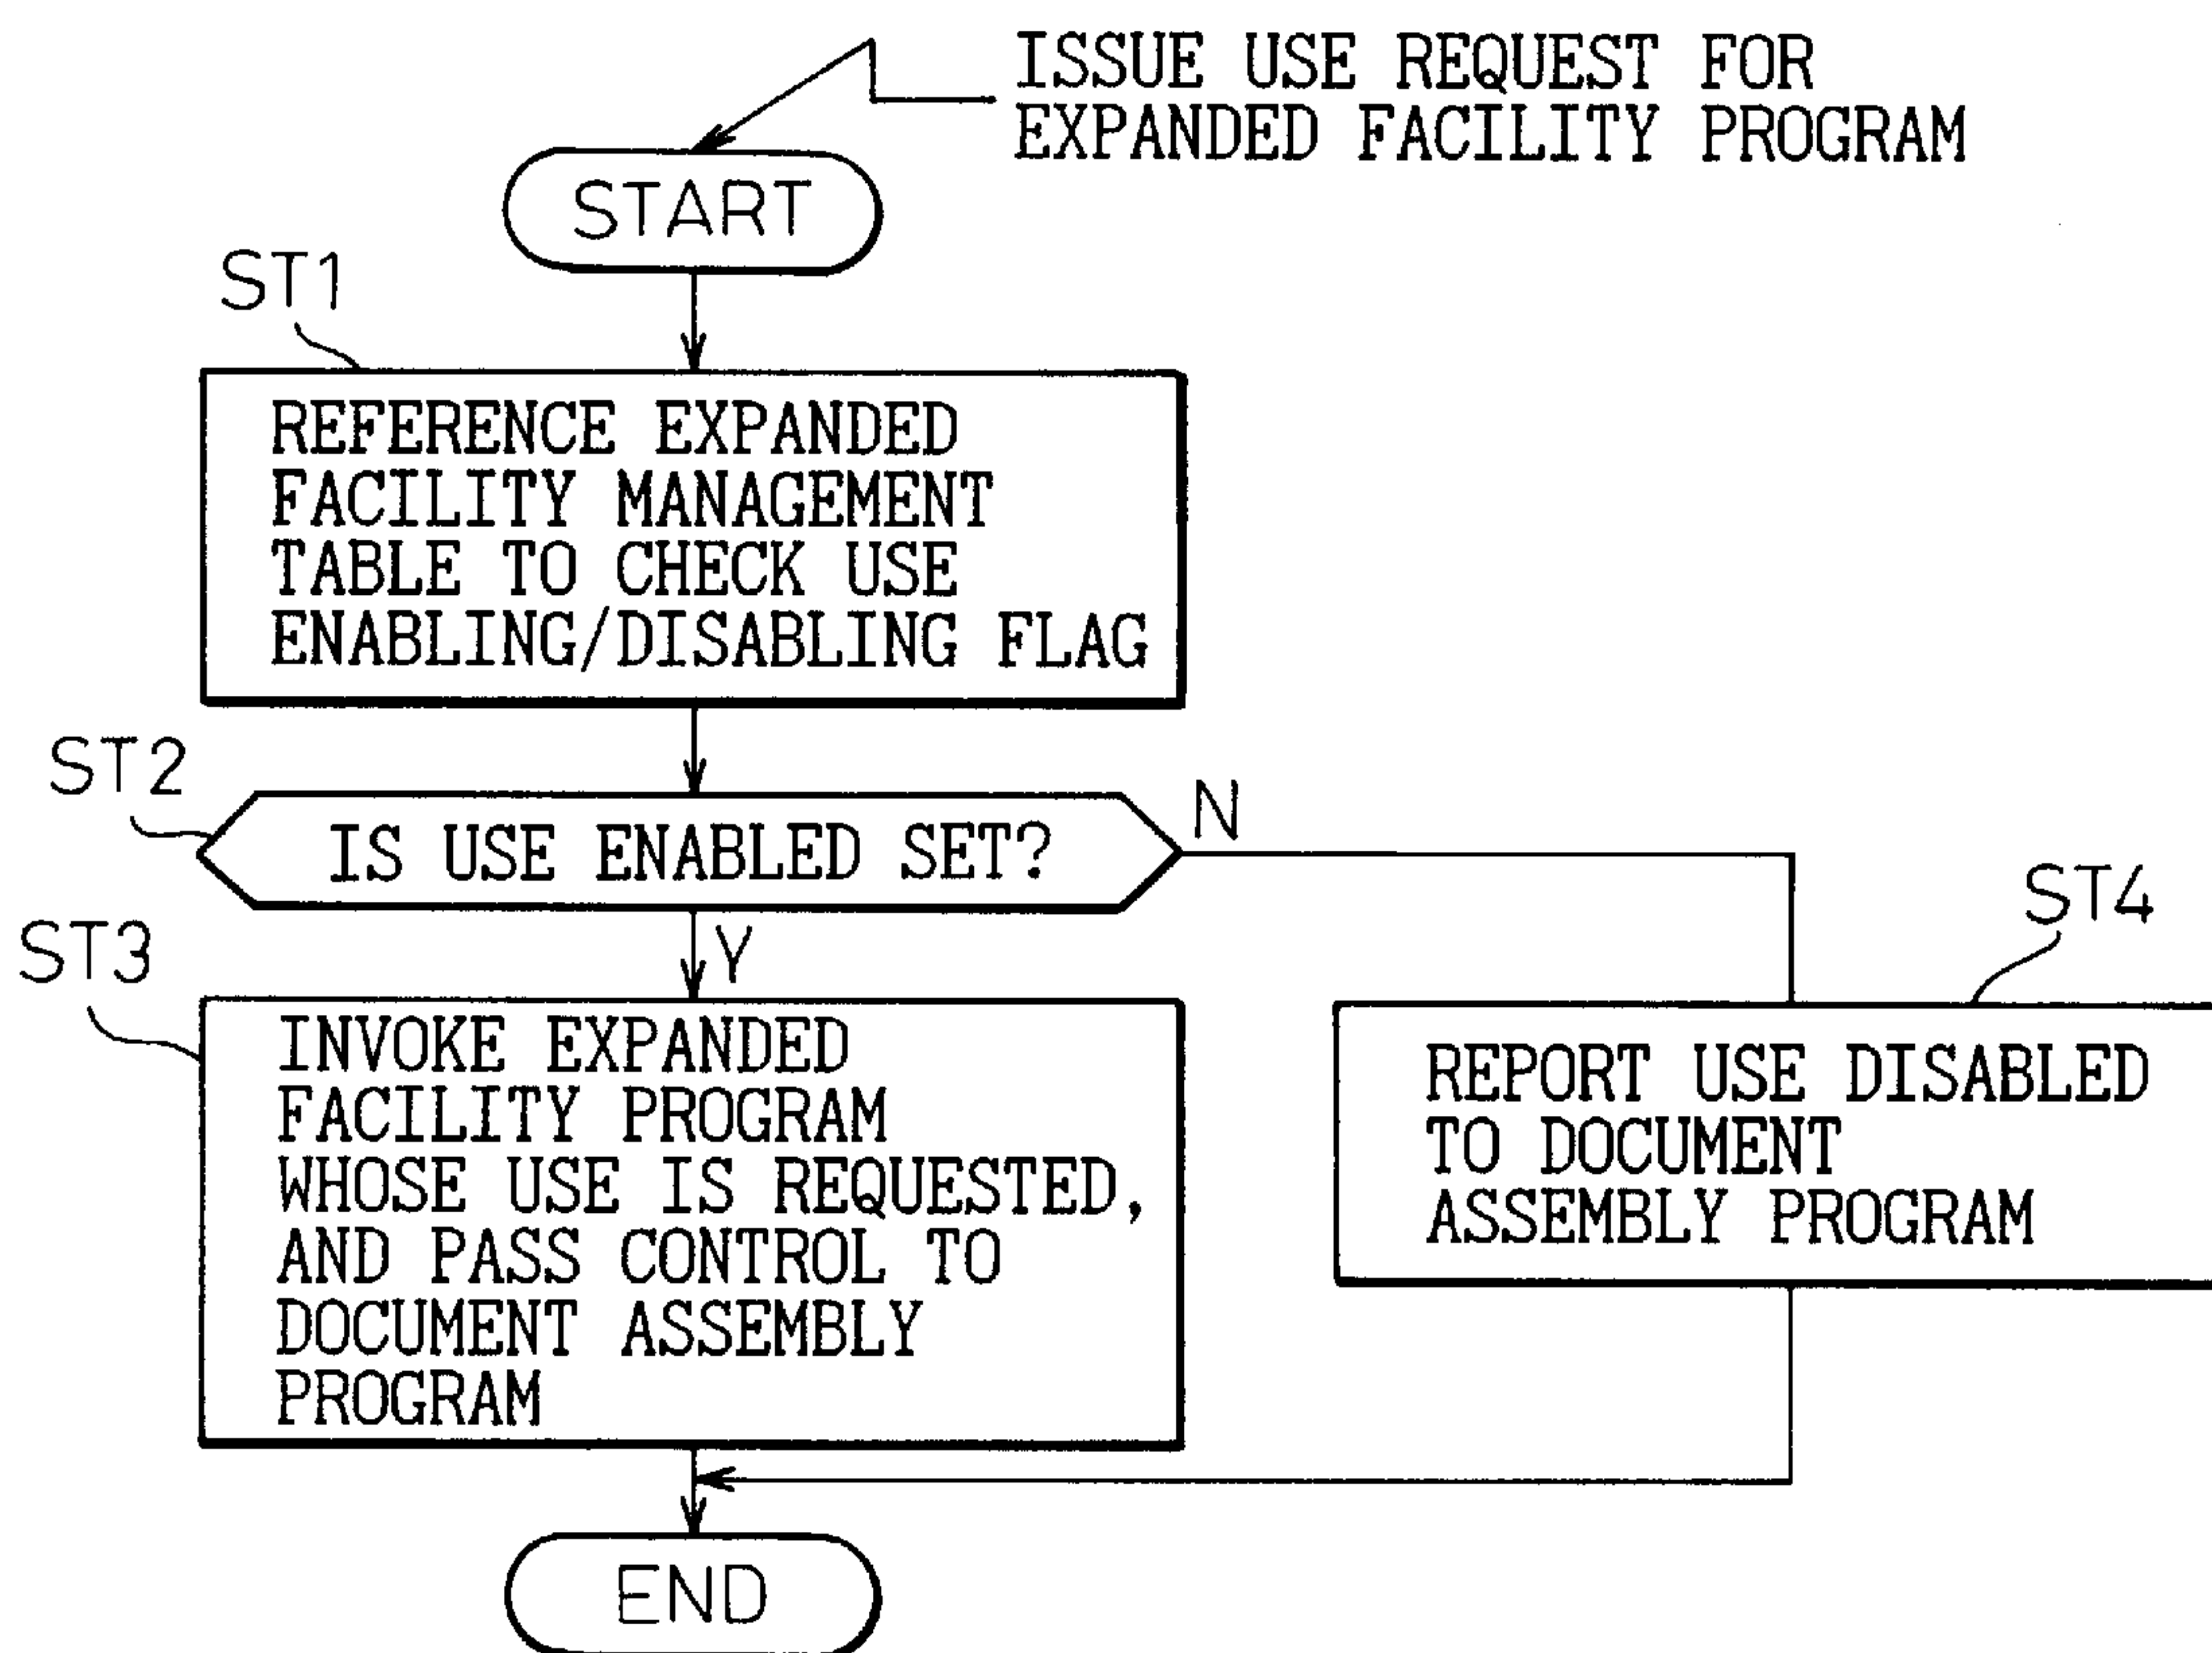 ISSUE USE REQUEST FOR
EXPANDED FACILITY PROGRAM
START
ST1
REFERENCE EXPANDED
FACILITY MANAGEMENT
TABLE TO CHECK USE
ENABLING/DISABLING FLAG
ST2
IS USE ENABLED SET?
N
Y
ST3
INVOKE EXPANDED
FACILITY PROGRAM
WHOSE USE IS REQUESTED,
AND PASS CONTROL TO
DOCUMENT ASSEMBLY
PROGRAM
ST4
REPORT USE DISABLED
TO DOCUMENT
ASSEMBLY PROGRAM
END